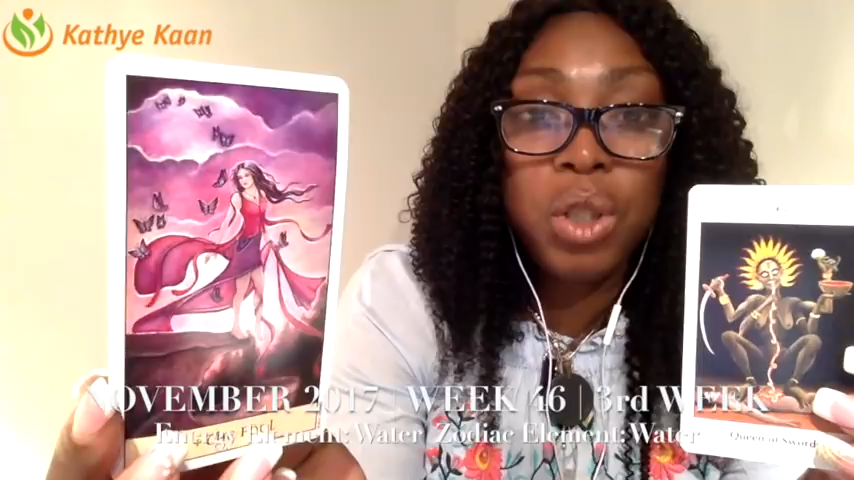 Kathye Kaan
NOVEMBER 2017 | WEEK 46 | 3rd WEEK
Energy Element: Water Zodiac Element: Water
Queen of Swords